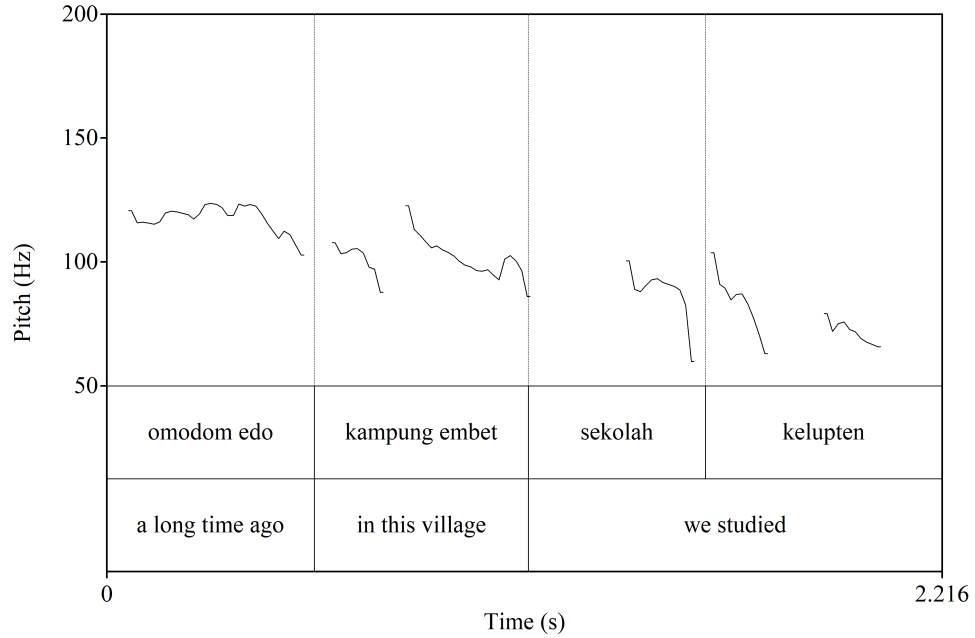 200
150
100
50
Pitch (Hz)
omodom edo kampung embet sekolah kelupten
a long time ago in this village we studied
0 2.216
Time (s)